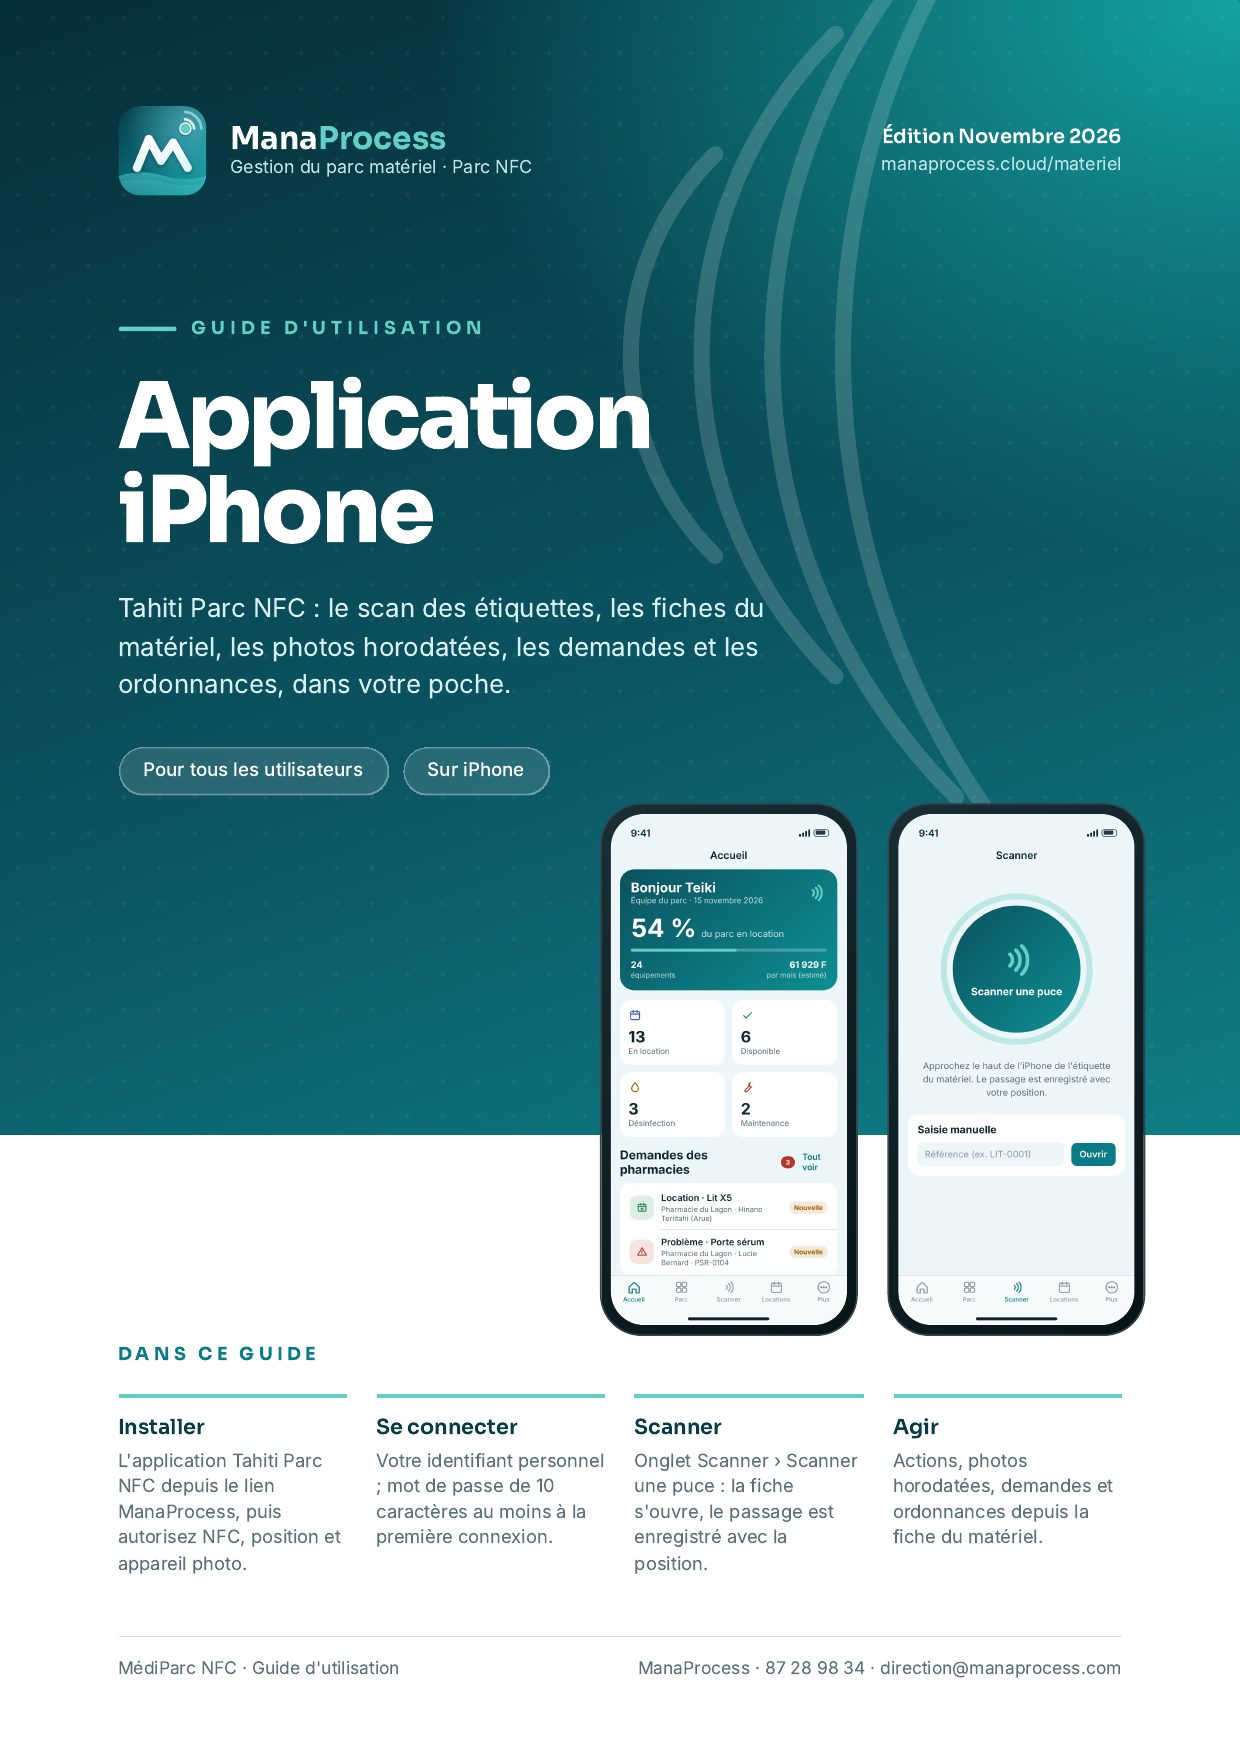 ManaProcess
Gestion du parc matériel · Parc NFC
Édition Novembre 2026
manaprocess.cloud/materiel
GUIDE D'UTILISATION
Application
iPhone
Tahiti Parc NFC : le scan des étiquettes, les fiches du
matériel, les photos horodatées, les demandes et les
ordonnances, dans votre poche.
Pour tous les utilisateurs
Sur iPhone
9:41
Accueil
Bonjour Teiki
Équipe du parc · 15 novembre 2026
54 % du parc en location
24
équipements
61 929 F
par mois (estimé)
13
En location
6
Disponible
3
Désinfection
2
Maintenance
Demandes des
pharmacies
3
Tout
voir
Location · Lit X5
Pharmacie du Lagon · Hinano
Teriitahi (Arue)
Nouvelle
Problème · Porte sérum
Pharmacie du Lagon · Lucie
Bernard · PSR-0104
Nouvelle
Accueil
Parc
Scanner
Locations
Plus
9:41
Scanner
Scanner une puce
Approchez le haut de l'iPhone de l'étiquette
du matériel. Le passage est enregistré avec
votre position.
Saisie manuelle
Référence (ex. LIT-0001)
Ouvrir
Accueil
Parc
Scanner
Locations
Plus
DANS CE GUIDE
Installer
L'application Tahiti Parc
NFC depuis le lien
ManaProcess, puis
autorisez NFC, position et
appareil photo.
Se connecter
Votre identifiant personnel
; mot de passe de 10
caractères au moins à la
première connexion.
Scanner
Onglet Scanner › Scanner
une puce : la fiche
s'ouvre, le passage est
enregistré avec la
position.
Agir
Actions, photos
horodatées, demandes et
ordonnances depuis la
fiche du matériel.
MédiParc NFC · Guide d'utilisation
ManaProcess · 87 28 98 34 · direction@manaprocess.com